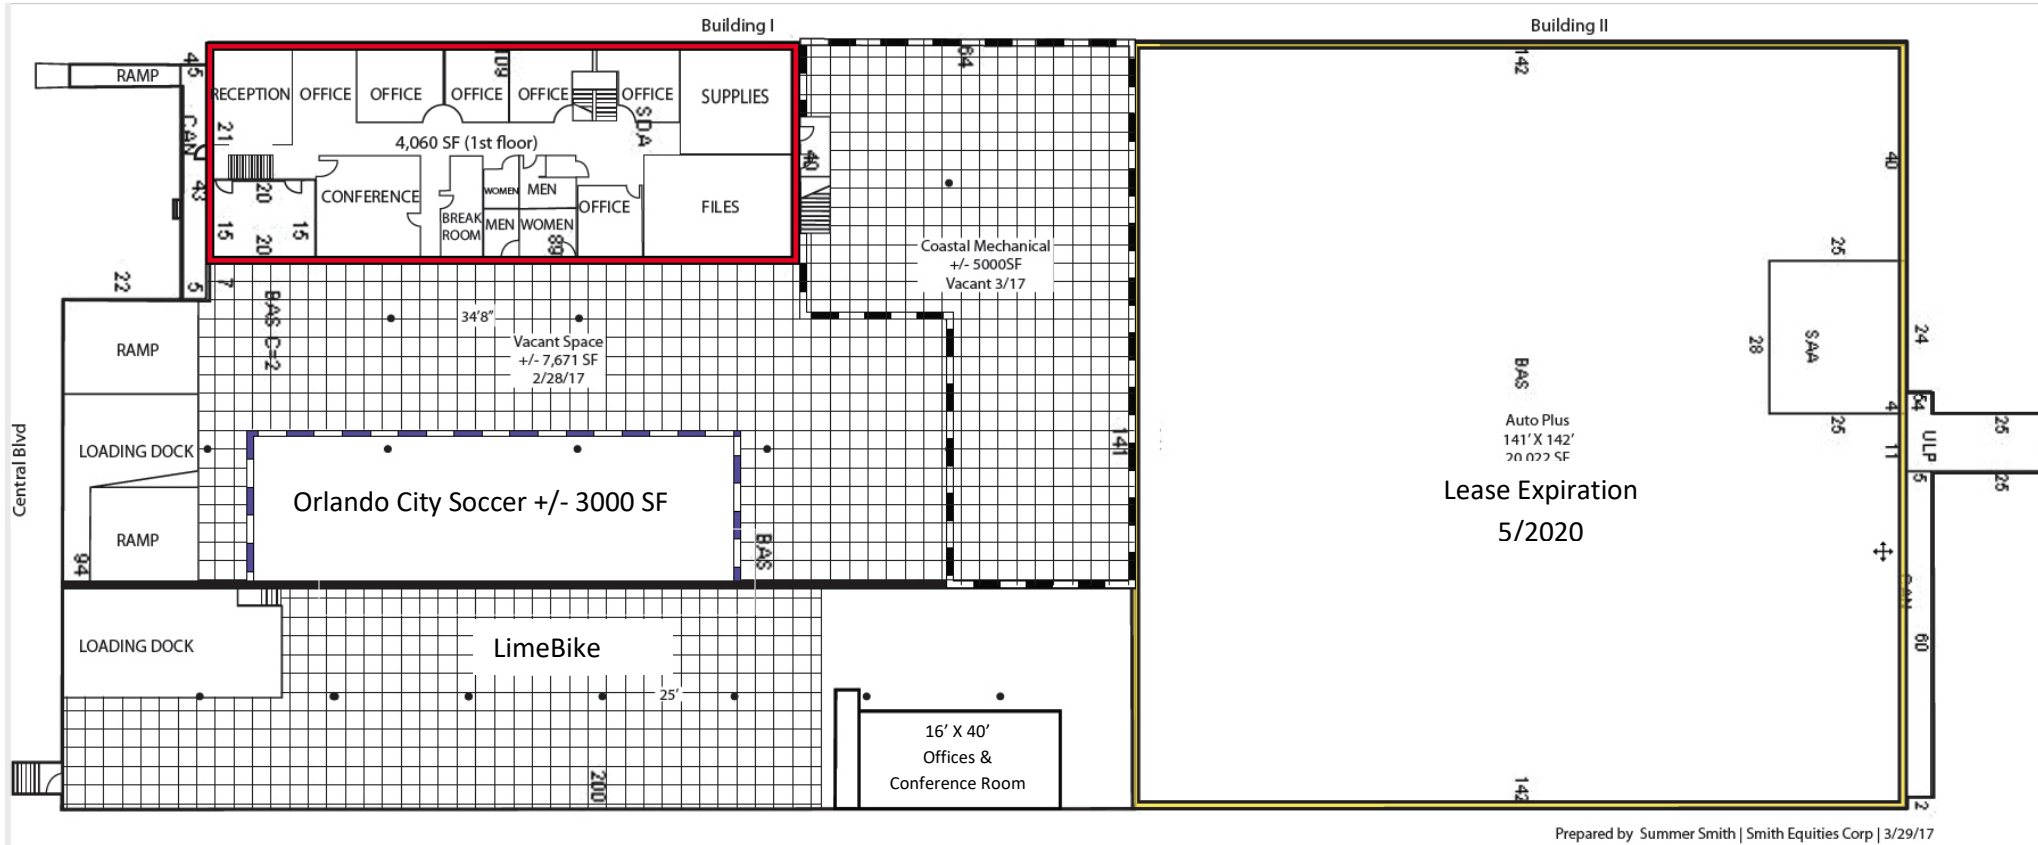 Building I
Building II
45
RAMP
RECEPTION
OFFICE
OFFICE
OFFICE
109
OFFICE
OFFICE
SUPPLIES
64
142
21
CAN
SDA
4,060 SF (1st floor)
40
40
43
20
CONFERENCE
WOMEN
MEN
BREAK
ROOM
MEN
WOMEN
OFFICE
FILES
15
20
15
89
22
5
7
BAS C=2
34'8"
Coastal Mechanical
+/- 5000SF
Vacant 3/17
25
RAMP
Vacant Space
+/- 7,671 SF
2/28/17
28
SAA
24
BAS
Central Blvd
LOADING DOCK
141
Auto Plus
141' X 142'
20,022 SF
25
4
54
11
ULP
25
25
5
Orlando City Soccer +/- 3000 SF
Lease Expiration
5/2020
RAMP
94
BAS
CAN
LOADING DOCK
LimeBike
25'
60
200
16' X 40'
Offices &
Conference Room
142
2
Prepared by Summer Smith | Smith Equities Corp | 3/29/17